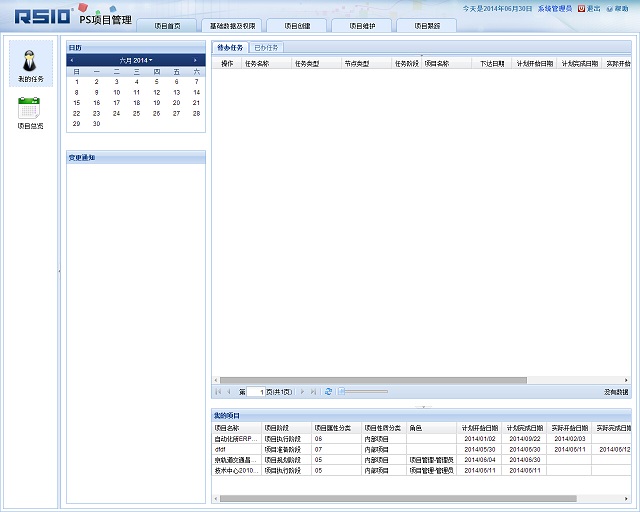 RSIO PS项目管理
今天是2014年06月30日 系统管理员 退出 帮助
项目首页 基础数据及权限 项目创建 项目维护 项目跟踪
我的任务
项目总览
日历
六月 2014
日 一 二 三 四 五 六
1 2 3 4 5 6 7
8 9 10 11 12 13 14
15 16 17 18 19 20 21
22 23 24 25 26 27 28
29 30
变更通知
待办任务 已办任务
操作 任务名称 任务类型 节点类型 任务阶段 项目名称 下达日期 计划开始日期 计划完成日期 实际开始
第 1 页(共1页) 没有数据
我的项目
项目名称 项目阶段 项目属性分类 项目性质分类 角色 计划开始日期 计划完成日期 实际开始日期 实际完成日期
自动化所ERP... 项目执行阶段 06 内部项目 2014/01/02 2014/09/22 2014/02/03
dfdf 项目准备阶段 07 内部项目 2014/05/30 2014/06/30 2014/06/11 2014/06/12
京轨道交通昌... 项目规划阶段 05 内部项目 项目管理-管理员 2014/06/04 2014/06/30
技术中心2010... 项目执行阶段 05 内部项目 项目管理-管理员 2014/06/11 2014/06/11